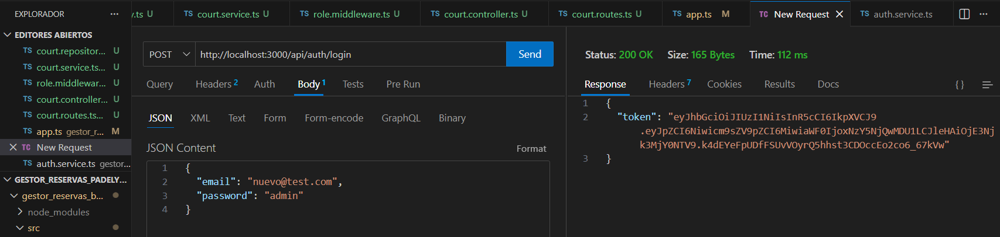 EXPLORADOR ···
EDITORES ABIERTOS
TS court.repositor... U
TS court.service.ts... U
TS role.middlewar... U
TS court.controller... U
TS court.routes.ts... U
TS app.ts gestor_r... M
TC New Request
TS auth.service.ts gestor...
GESTOR_RESERVAS_PADELY...
gestor_reservas_b...
node_modules
src
y.ts U TS court.service.ts U TS role.middleware.ts U TS court.controller.ts U TS court.routes.ts U TS app.ts M TC New Request TS auth.service.ts ···
POST http://localhost:3000/api/auth/login Send
Query Headers 2 Auth Body 1 Tests Pre Run
JSON XML Text Form Form-encode GraphQL Binary
JSON Content Format
1 {
2 "email": "nuevo@test.com",
3 "password": "admin"
4 }
Status: 200 OK Size: 165 Bytes Time: 112 ms
Response Headers 7 Cookies Results Docs {}
1 {
2 "token": "eyJhbGciOiJIUzI1NiIsInR5cCI6IkpXVCJ9
.eyJpZCI6Niwicm9sZV9pZCI6MiwiaWF0IjoxNzY5NjQwMDU1LCJleHAiOjE3Nj
k3MjY0NTV9.k4dEYeFpUDfFSUvVOyrQ5hhst3CDOccEo2co6_67kVw"
3 }